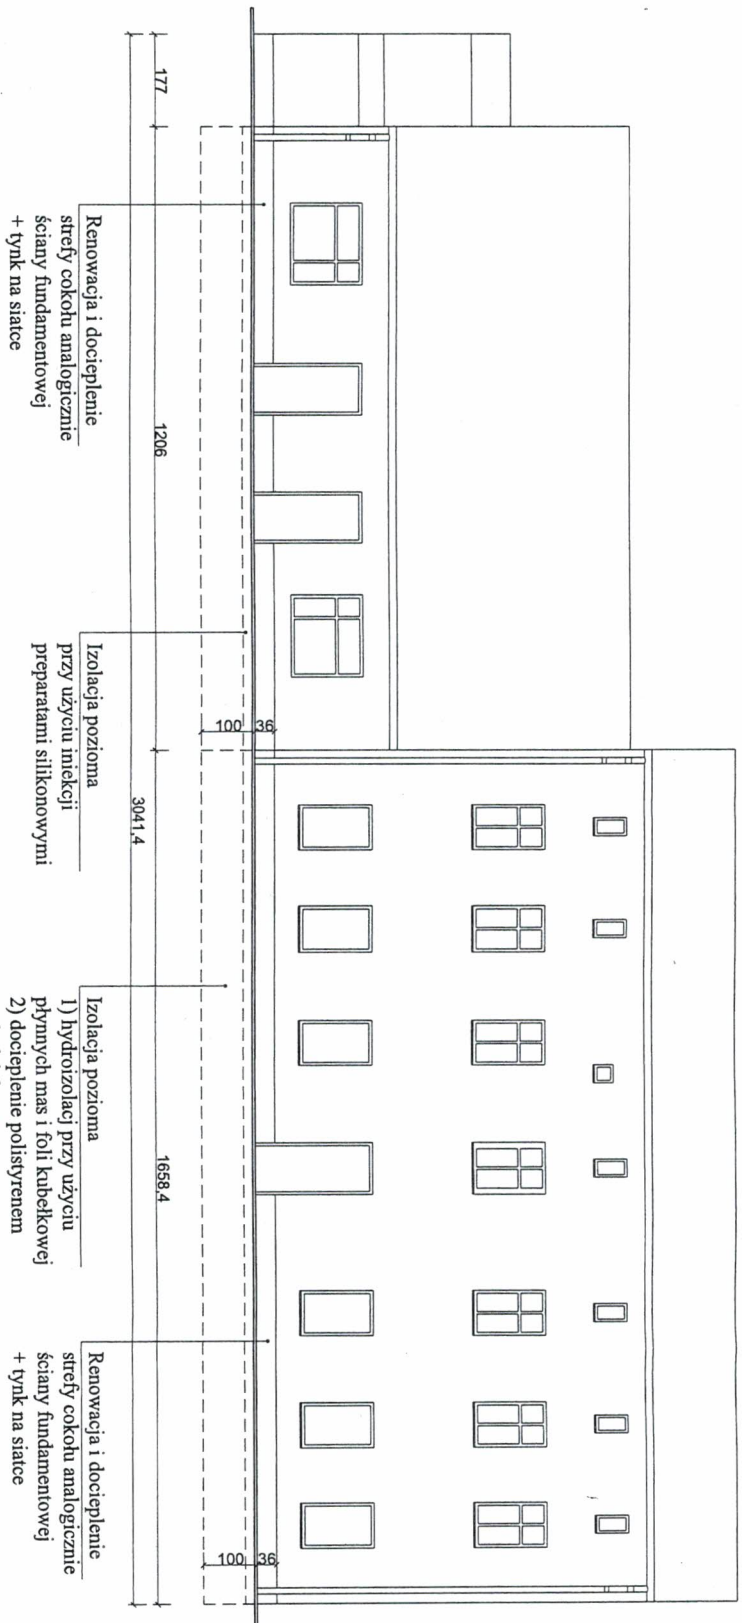 177
1206
1658,4
3041,4
100
36
100
36
Renowacja i docieplenie
strefy cokołu analogicznie
ściany fundamentowej
+ tynk na siatce
Izolacja pozioma
przy użyciu iniekcji
preparatami silikonowymi
Izolacja pozioma
1) hydroizolacj przy użyciu
płynnych mas i foli kubełkowej
2) docieplenie polistyrenem
Renowacja i docieplenie
strefy cokołu analogicznie
ściany fundamentowej
+ tynk na siatce